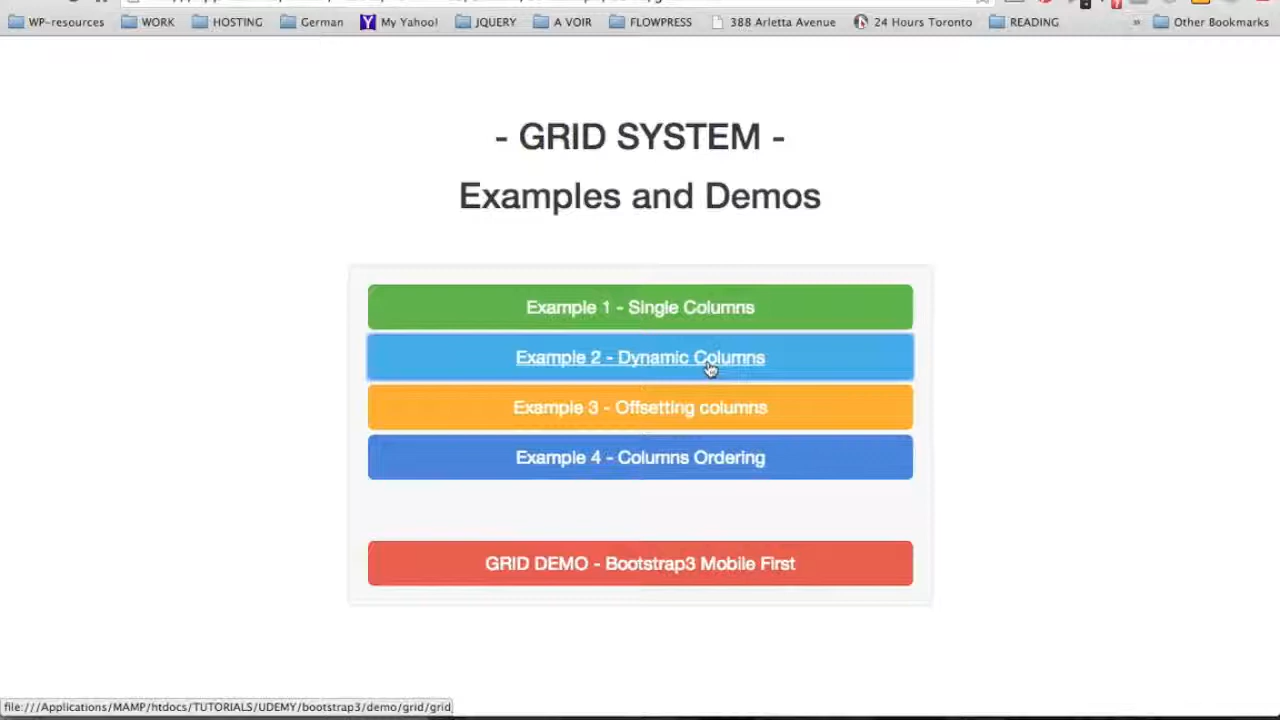 WP-resources WORK HOSTING German My Yahoo! JQUERY A VOIR FLOWPRESS 388 Arletta Avenue 24 Hours Toronto READING » Other Bookmarks
- GRID SYSTEM -
Examples and Demos
Example 1 - Single Columns
Example 2 - Dynamic Columns
Example 3 - Offsetting columns
Example 4 - Columns Ordering
GRID DEMO - Bootstrap3 Mobile First
file:///Applications/MAMP/htdocs/TUTORIALS/UDEMY/bootstrap3/demo/grid/grid